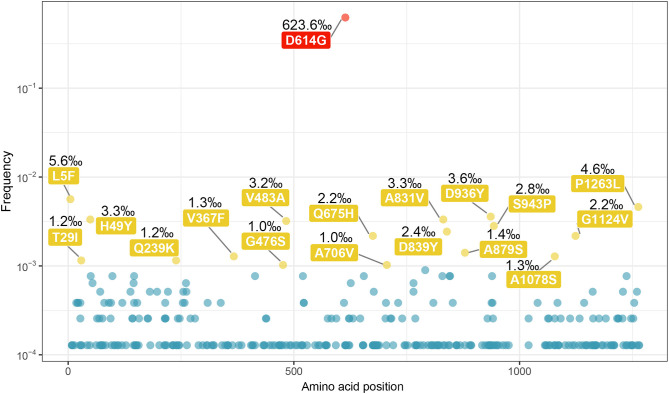 623.6‰
D614G
10⁻¹
5.6‰
L5F
4.6‰
P1263L
3.2‰
V483A
3.6‰
D936Y
3.3‰
A831V
2.8‰
S943P
10⁻²
1.3‰
V367F
2.2‰
Q675H
2.2‰
G1124V
3.3‰
H49Y
1.2‰
T29I
1.2‰
Q239K
1.0‰
G476S
1.0‰
A706V
2.4‰
D839Y
1.4‰
A879S
1.3‰
A1078S
10⁻³
10⁻⁴
Frequency
0
500
1000
Amino acid position